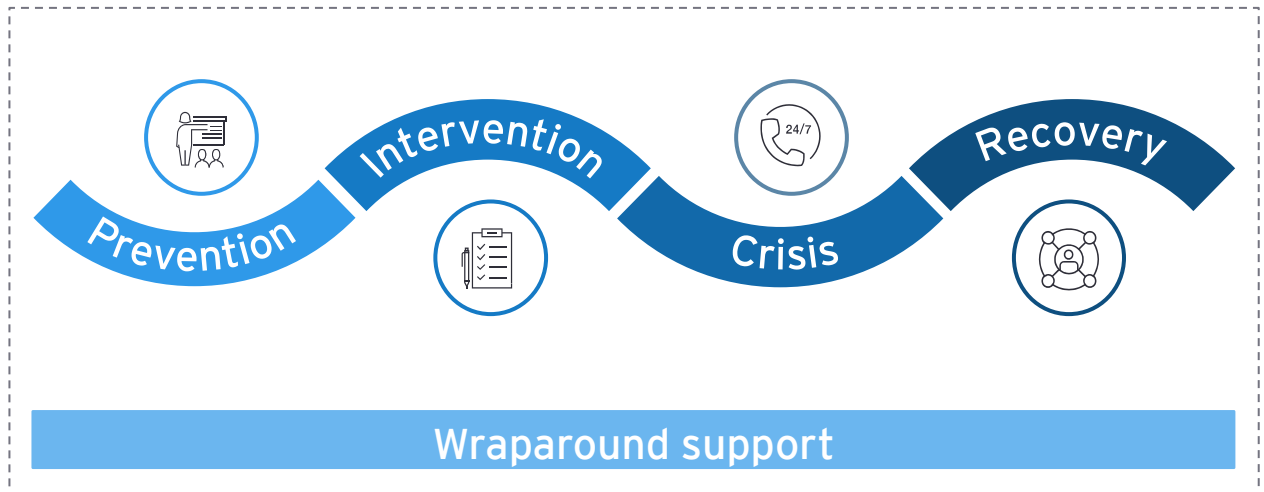 Prevention
Intervention
24/7
Crisis
Recovery
Wraparound support